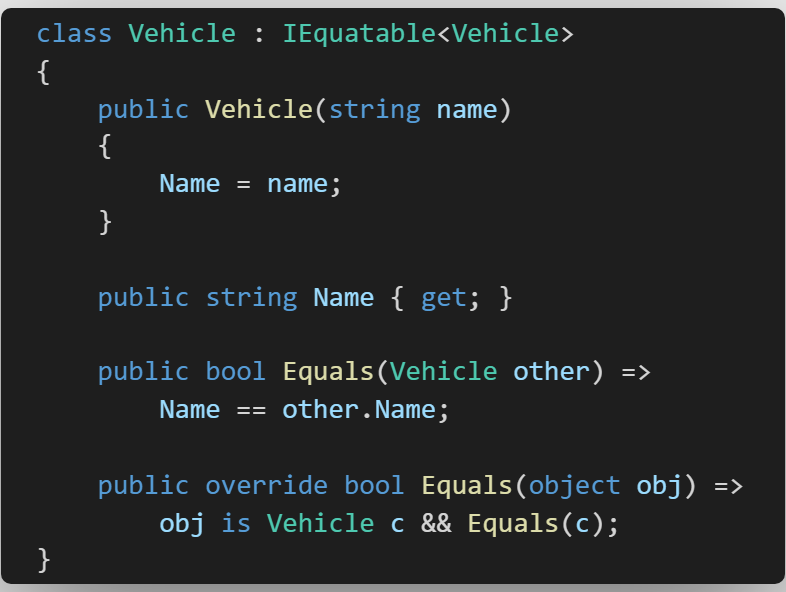 class Vehicle : IEquatable<Vehicle>
{
    public Vehicle(string name)
    {
        Name = name;
    }

    public string Name { get; }

    public bool Equals(Vehicle other) =>
        Name == other.Name;

    public override bool Equals(object obj) =>
        obj is Vehicle c && Equals(c);
}